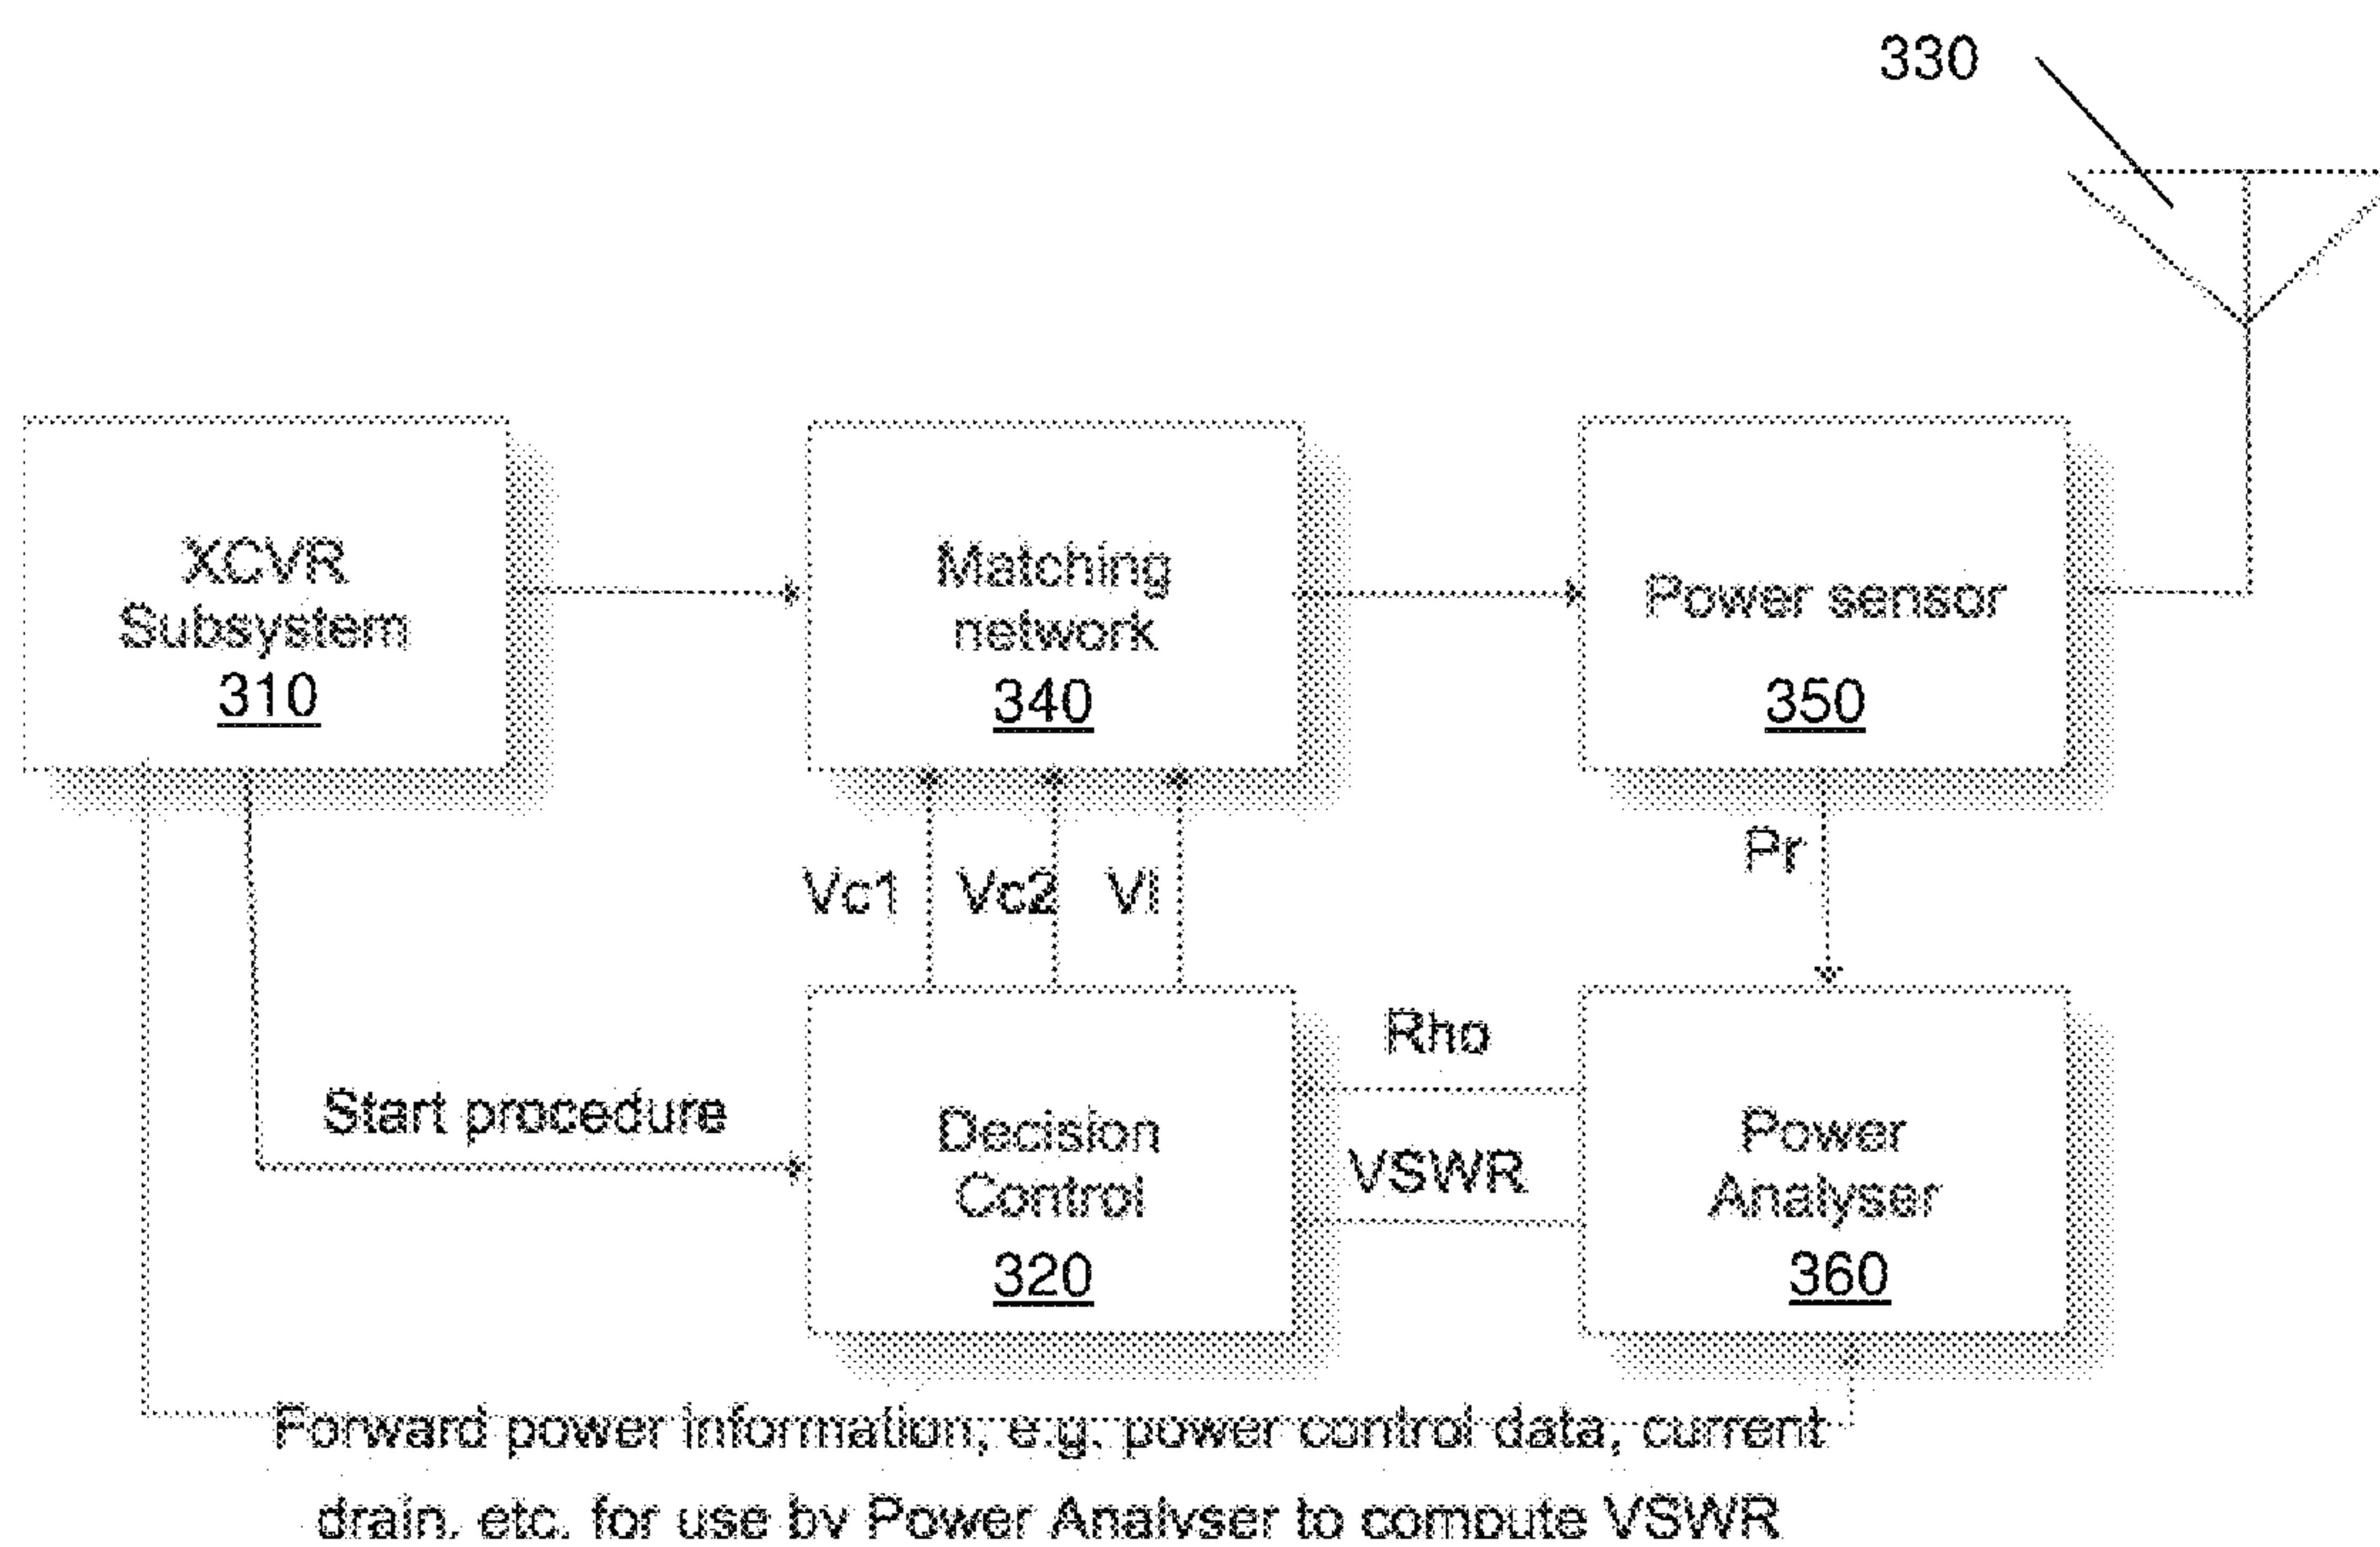 330
XCVR
Subsystem
310
Matching
network
340
Power sensor
350
Vc1
Vc2
Vl
Pr
Start procedure
Decision
Control
320
Rho
VSWR
Power
Analyser
360
Forward power information, e.g. power control data, current
drain, etc. for use by Power Analyser to compute VSWR